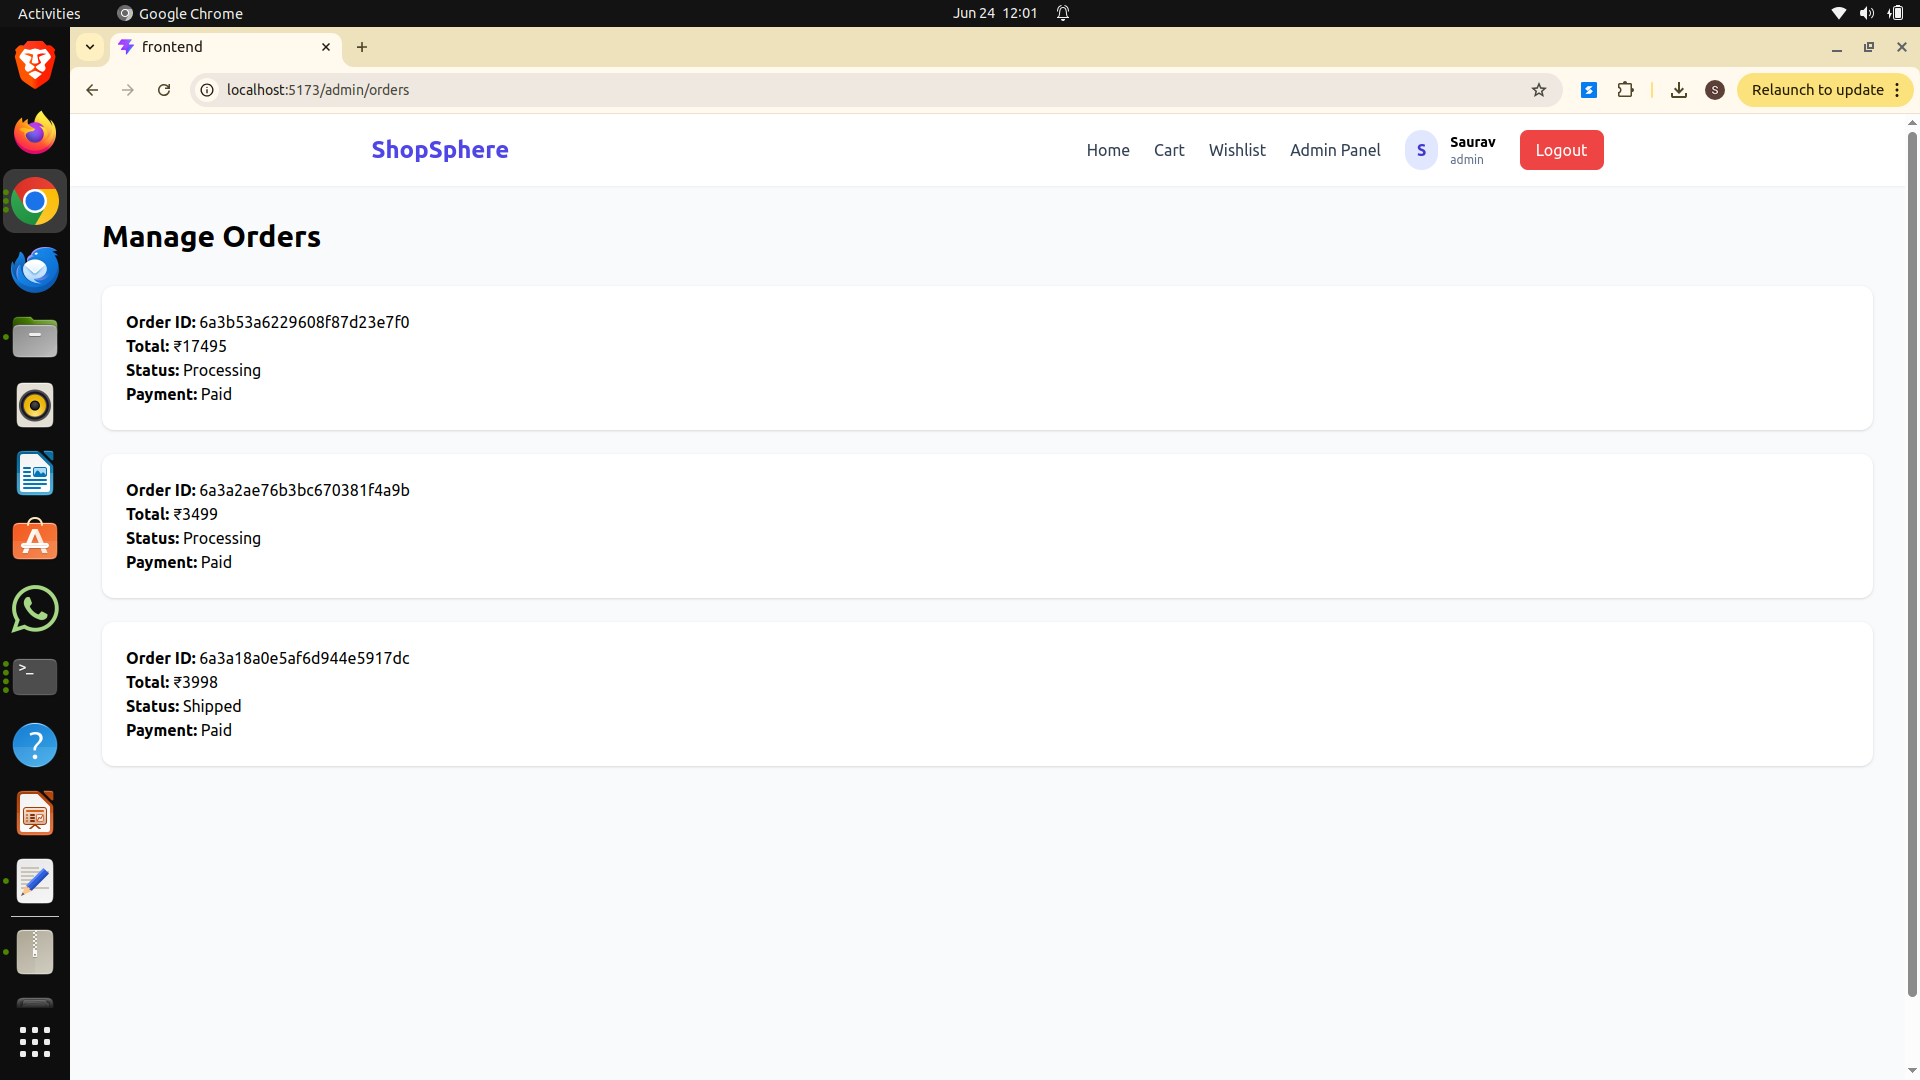 Activities
Google Chrome
Jun 24 12:01
frontend
localhost:5173/admin/orders
S
Relaunch to update
ShopSphere
Home
Cart
Wishlist
Admin Panel
S
Saurav
admin
Logout
Manage Orders
Order ID: 6a3b53a6229608f87d23e7f0
Total: ₹17495
Status: Processing
Payment: Paid
Order ID: 6a3a2ae76b3bc670381f4a9b
Total: ₹3499
Status: Processing
Payment: Paid
Order ID: 6a3a18a0e5af6d944e5917dc
Total: ₹3998
Status: Shipped
Payment: Paid